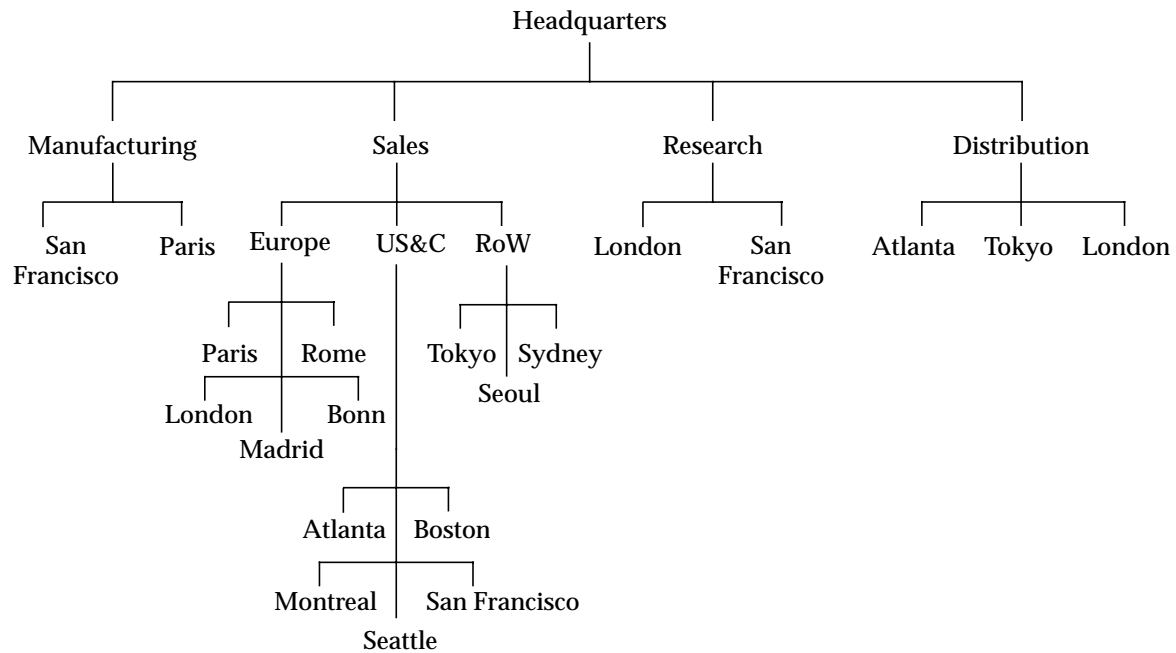 Headquarters
Manufacturing Sales Research Distribution
San
Francisco
Paris
Europe US&C RoW
London
San
Francisco
Atlanta Tokyo London
Paris Rome
London Bonn
Madrid
Tokyo Sydney
Seoul
Atlanta Boston
Montreal San Francisco
Seattle